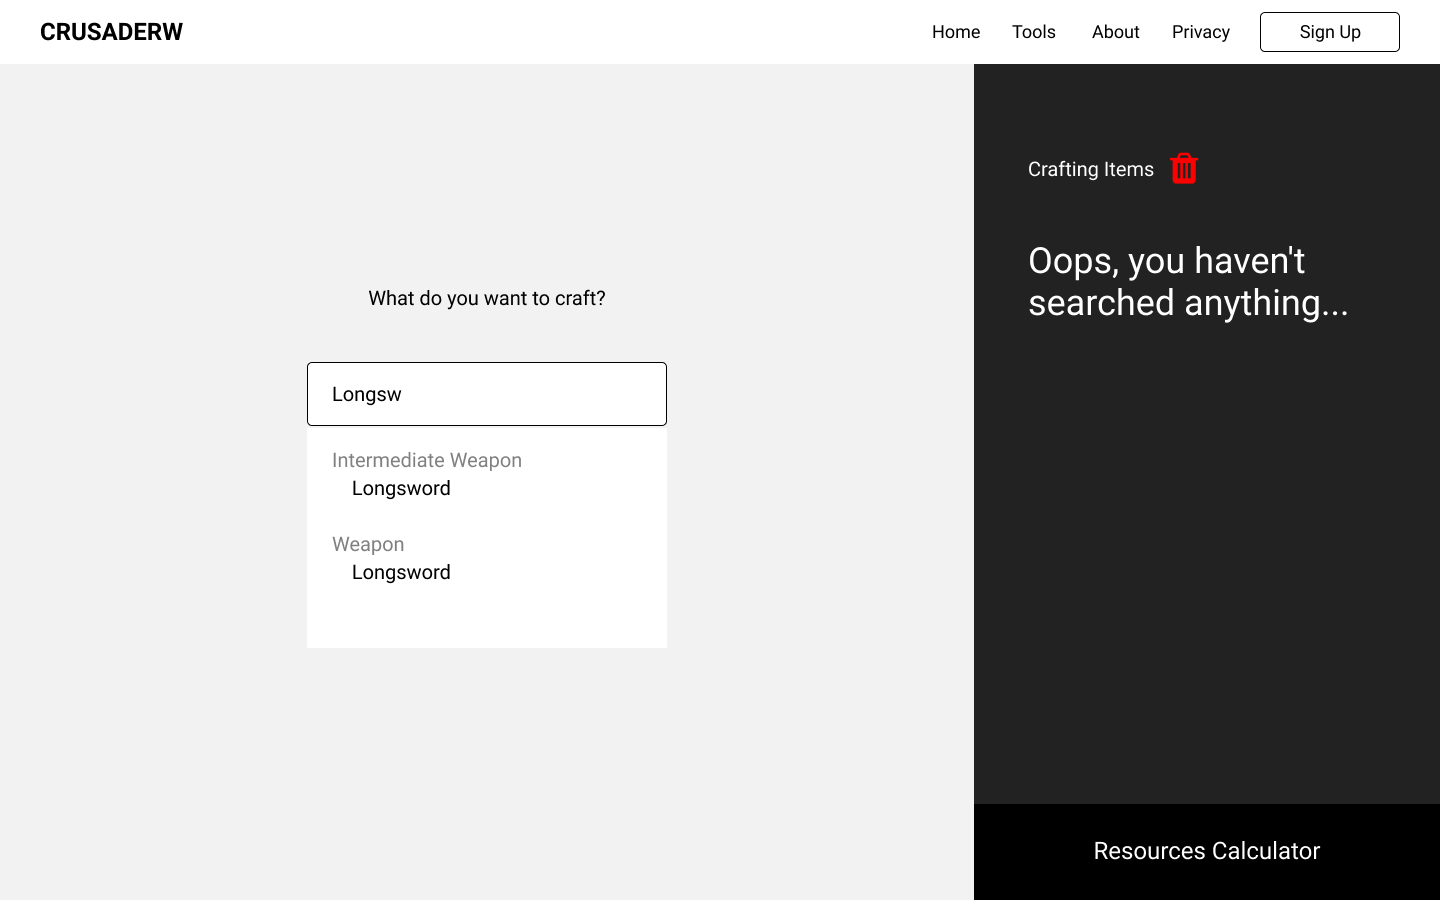 CRUSADERW
Home Tools About Privacy Sign Up
What do you want to craft?
Longsw
Intermediate Weapon
Longsword
Weapon
Longsword
Crafting Items
Oops, you haven't
searched anything...
Resources Calculator